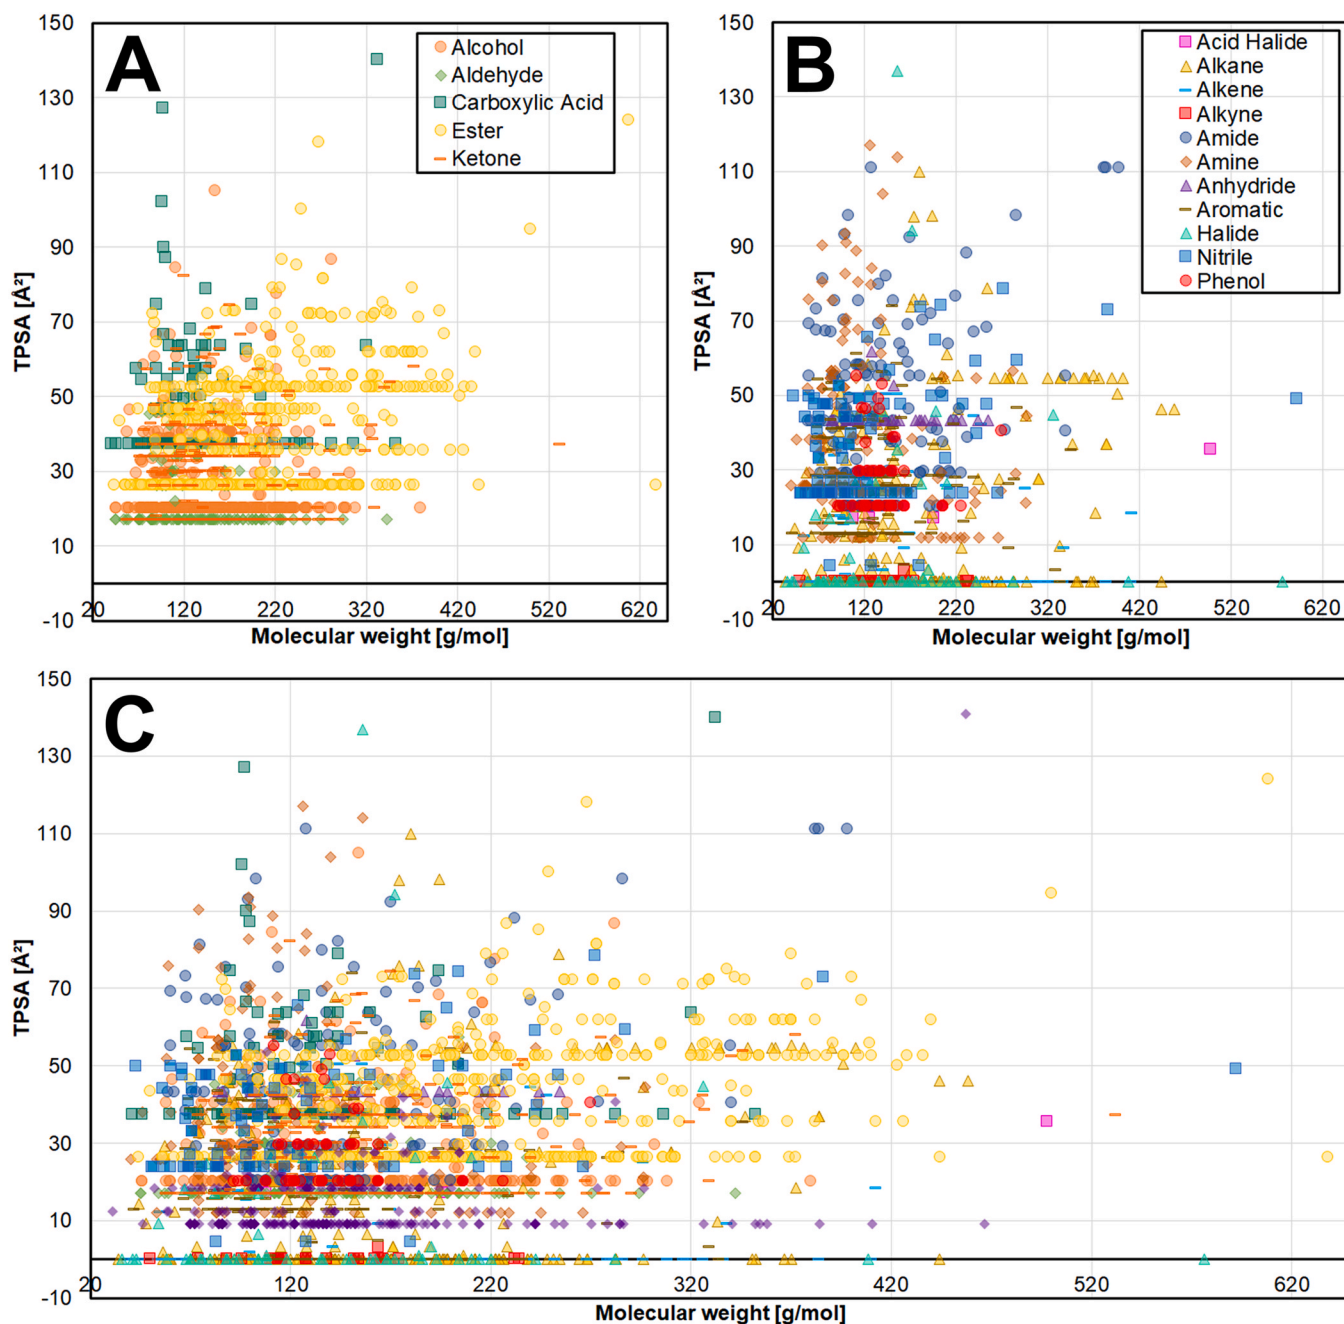 A
150
130
110
90
70
50
30
10
-10
TPSA [Å²]
Alcohol
Aldehyde
Carboxylic Acid
Ester
Ketone
20 120 220 320 420 520 620
Molecular weight [g/mol]
B
150
130
110
90
70
50
30
10
-10
TPSA [Å²]
Acid Halide
Alkane
Alkene
Alkyne
Amide
Amine
Anhydride
Aromatic
Halide
Nitrile
Phenol
20 120 220 320 420 520 620
Molecular weight [g/mol]
C
150
130
110
90
70
50
30
10
-10
TPSA [Å²]
20 120 220 320 420 520 620
Molecular weight [g/mol]